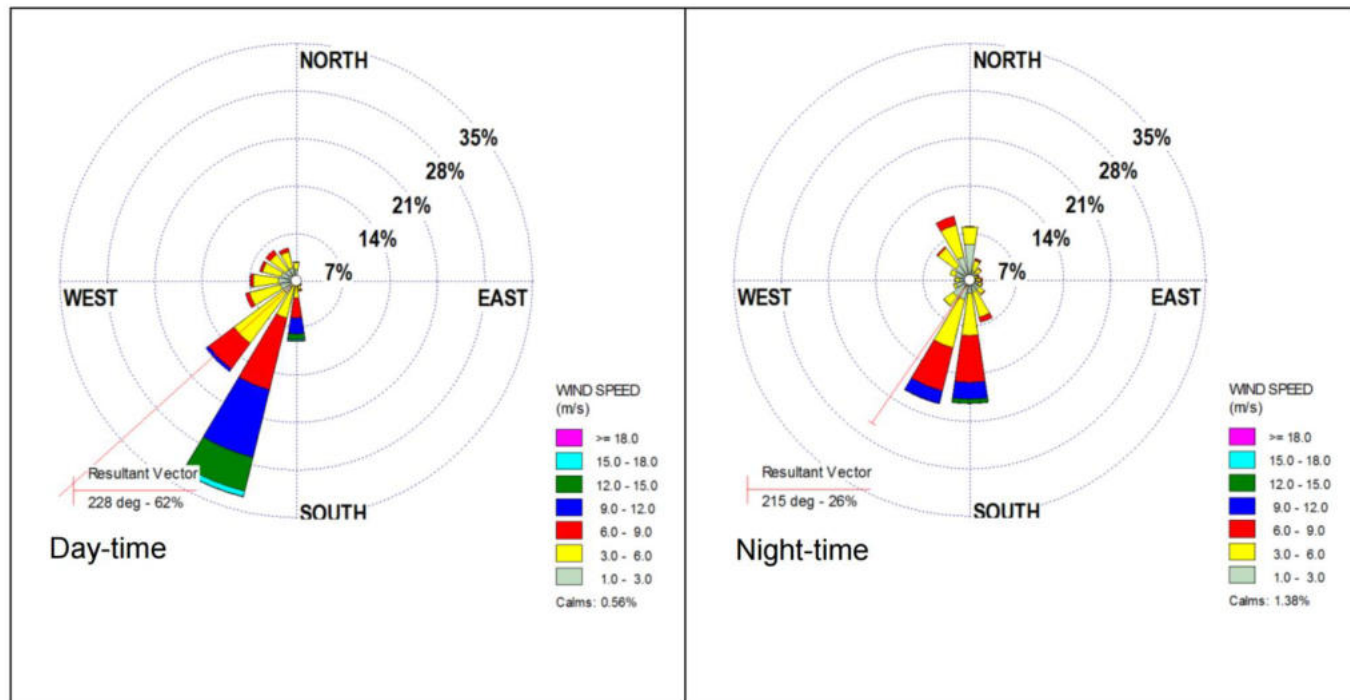 NORTH
35%
28%
21%
14%
7%
WEST
EAST
WIND SPEED
(m/s)
>= 18.0
15.0 - 18.0
12.0 - 15.0
9.0 - 12.0
6.0 - 9.0
3.0 - 6.0
1.0 - 3.0
Calms: 0.56%
Resultant Vector
228 deg - 62%
SOUTH
Day-time
NORTH
35%
28%
21%
14%
7%
WEST
EAST
WIND SPEED
(m/s)
>= 18.0
15.0 - 18.0
12.0 - 15.0
9.0 - 12.0
6.0 - 9.0
3.0 - 6.0
1.0 - 3.0
Calms: 1.38%
Resultant Vector
215 deg - 26%
SOUTH
Night-time